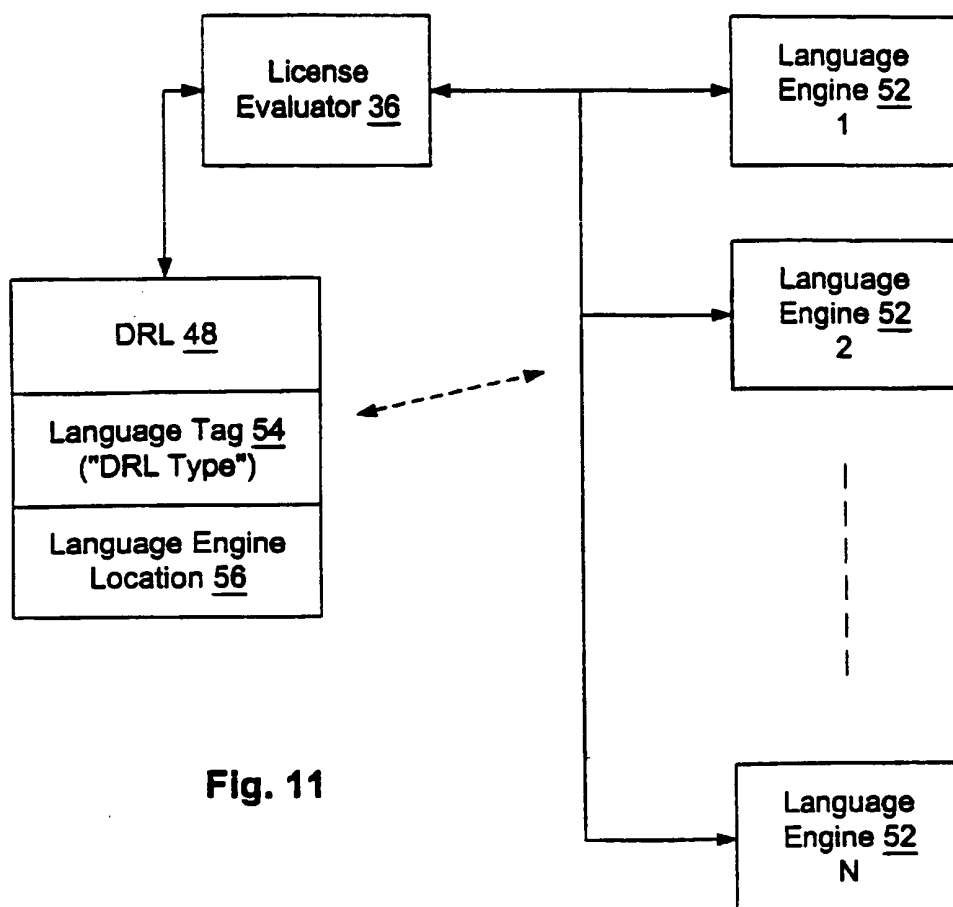 License
Evaluator 36
Language
Engine 52
1
Language
Engine 52
2
DRL 48
Language Tag 54
("DRL Type")
Language Engine
Location 56
Language
Engine 52
N
Fig. 11